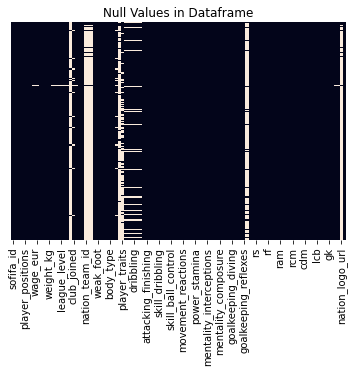 Null Values in Dataframe
sofifa_id
player_positions
wage_eur
weight_kg
league_level
club_joined
nation_team_id
weak_foot
body_type
player_traits
dribbling
attacking_finishing
skill_dribbling
skill_ball_control
movement_reactions
power_stamina
mentality_interceptions
mentality_composure
goalkeeping_diving
goalkeeping_reflexes
rs
rf
ram
rcm
cdm
lcb
gk
nation_logo_url